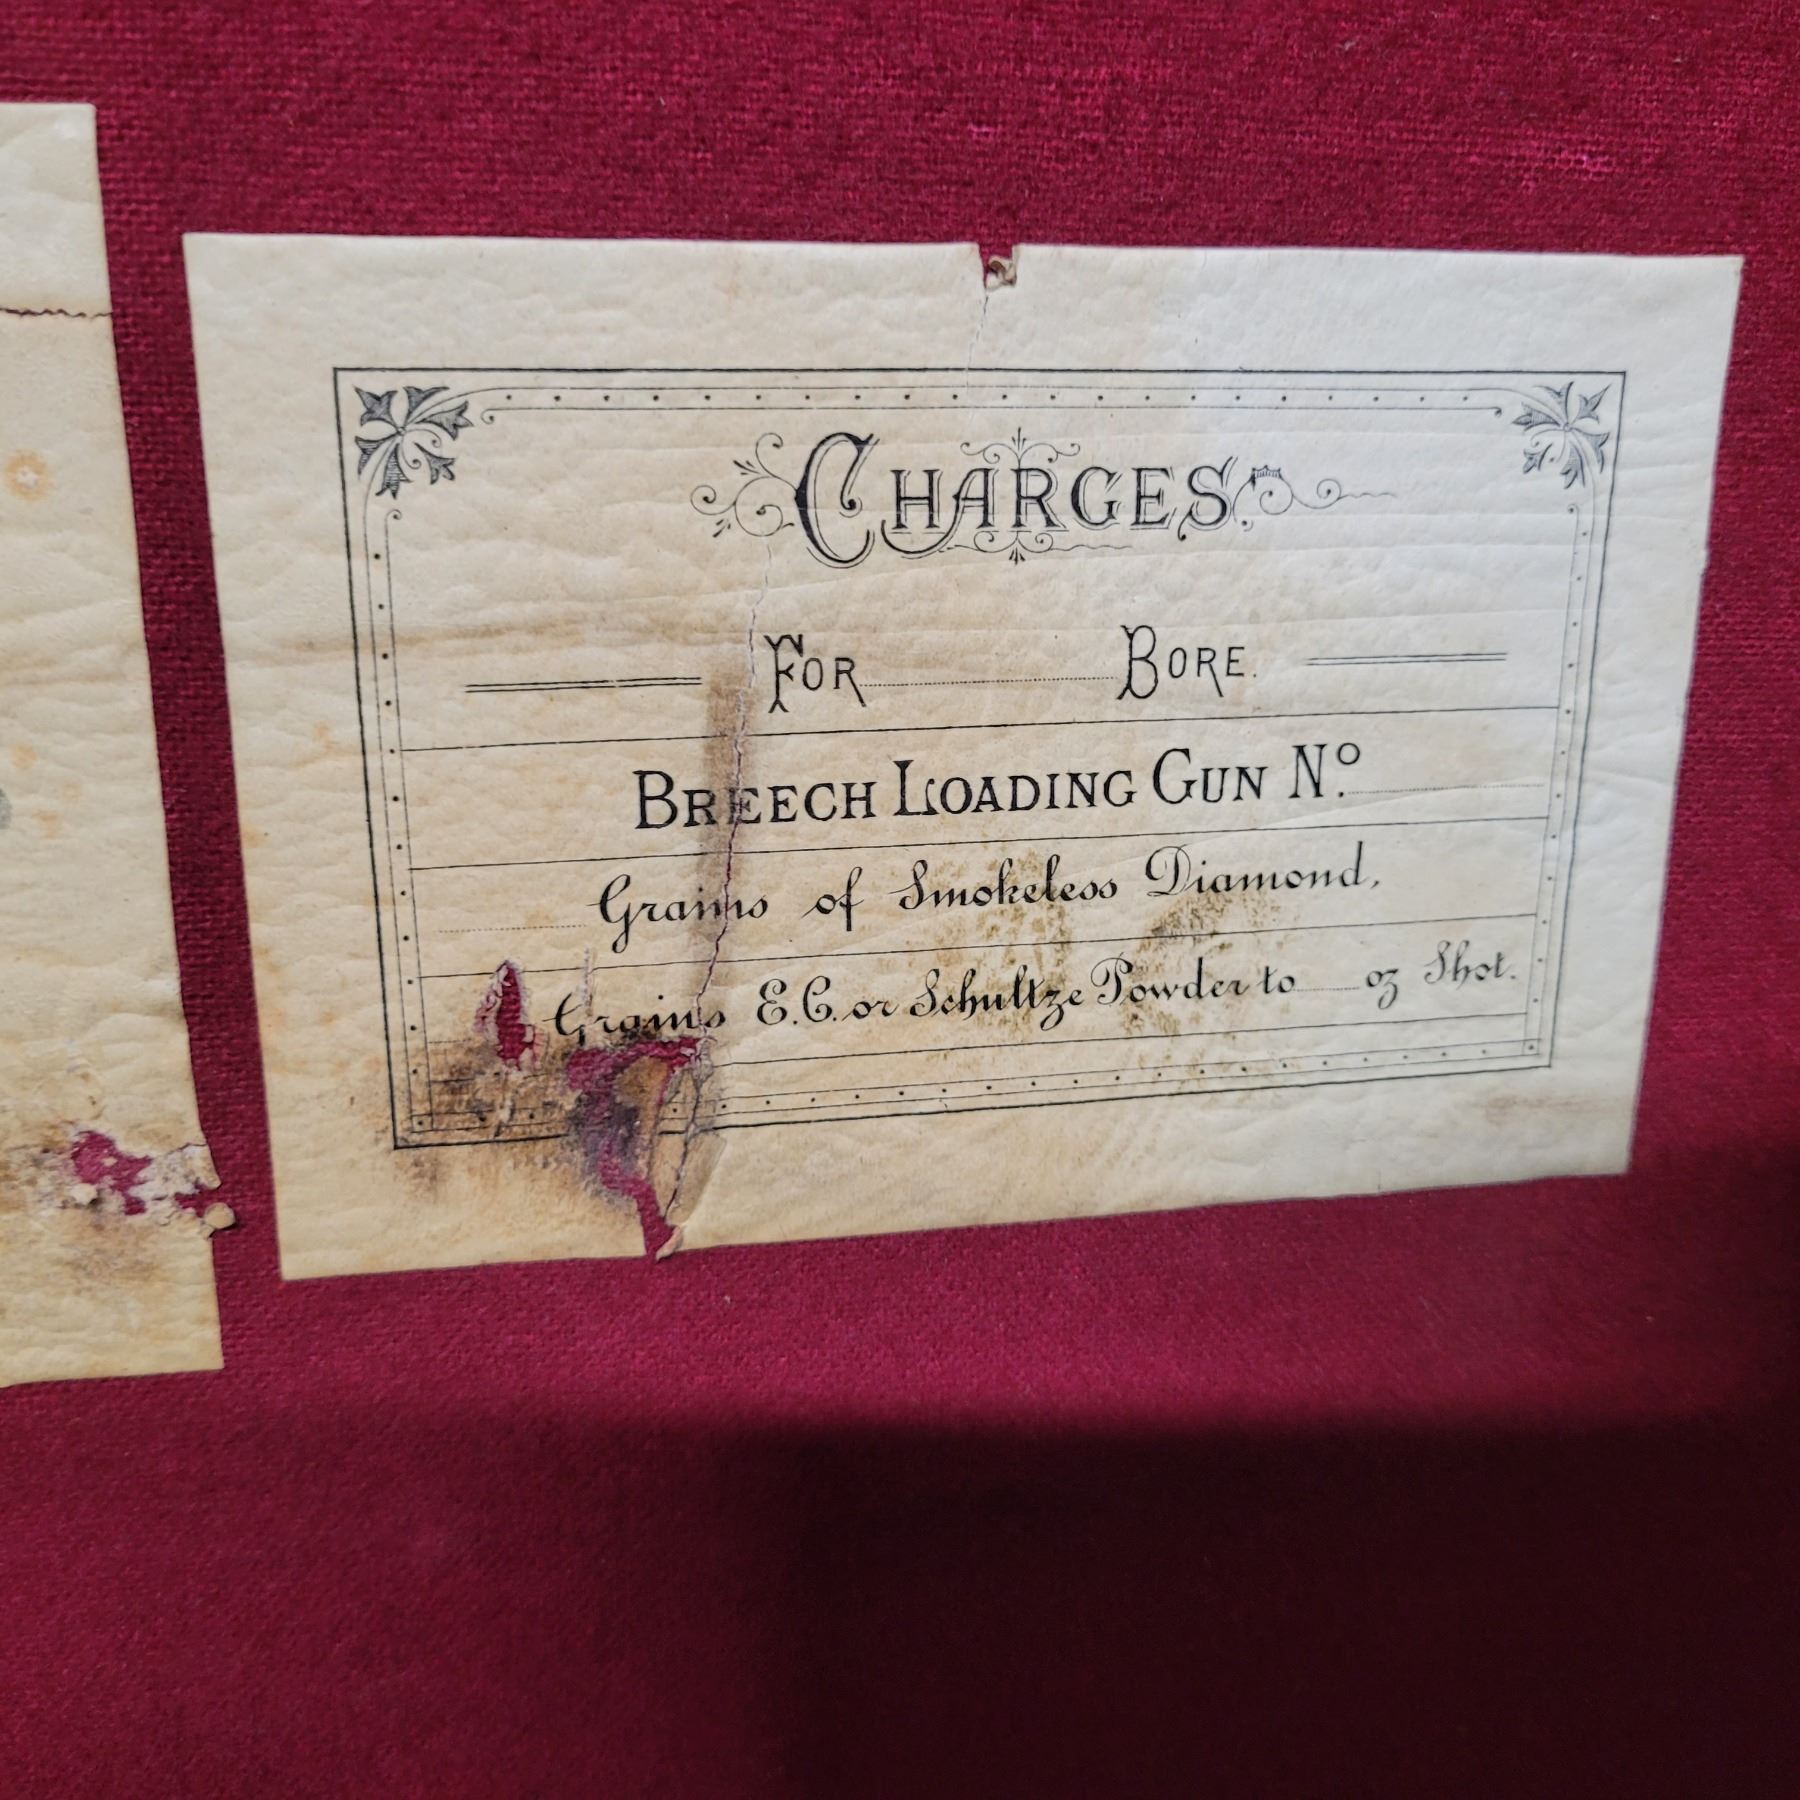 CHARGES.
FOR BORE.
BREECH LOADING GUN No.
Grains of Smokeless Diamond,
Grains E.C. or Schultze Powder to oz Shot.